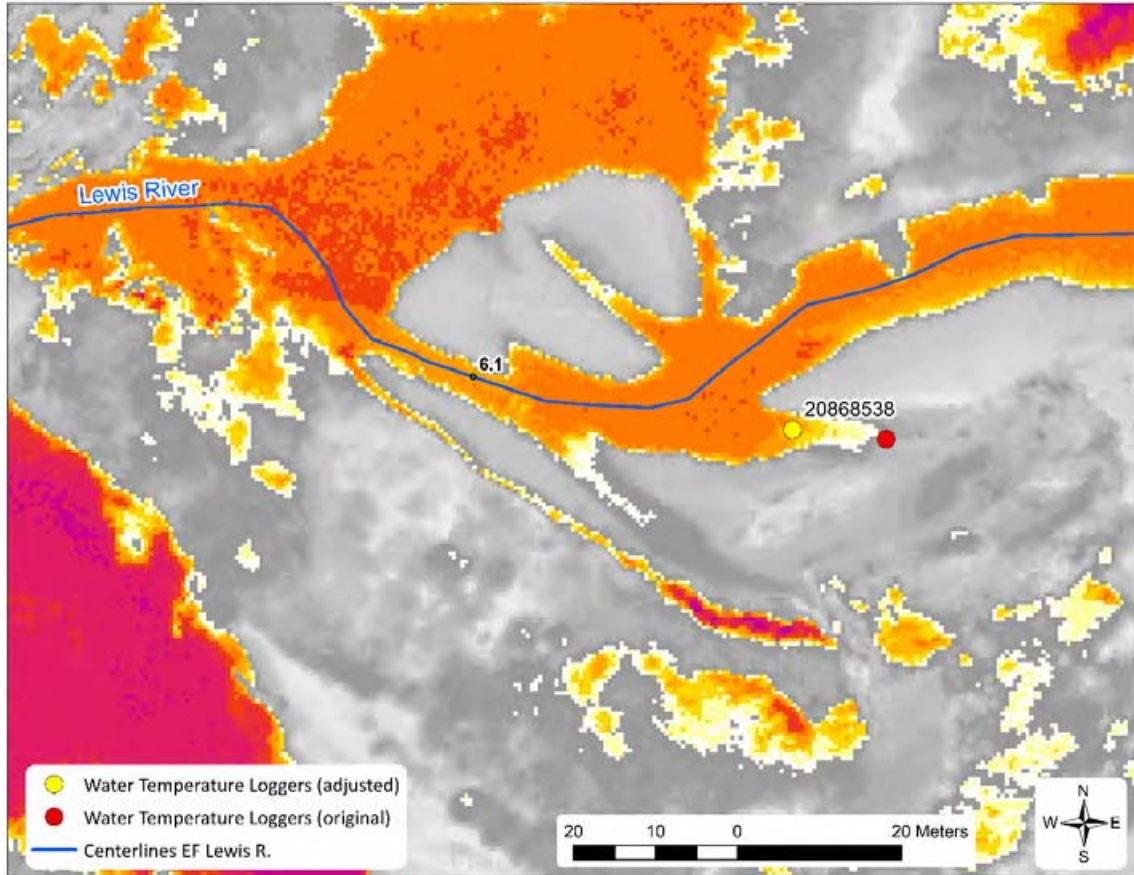 Lewis River
6.1
20868538
Water Temperature Loggers (adjusted)
Water Temperature Loggers (original)
Centerlines EF Lewis R.
20 10 0 20 Meters
N
W E
S